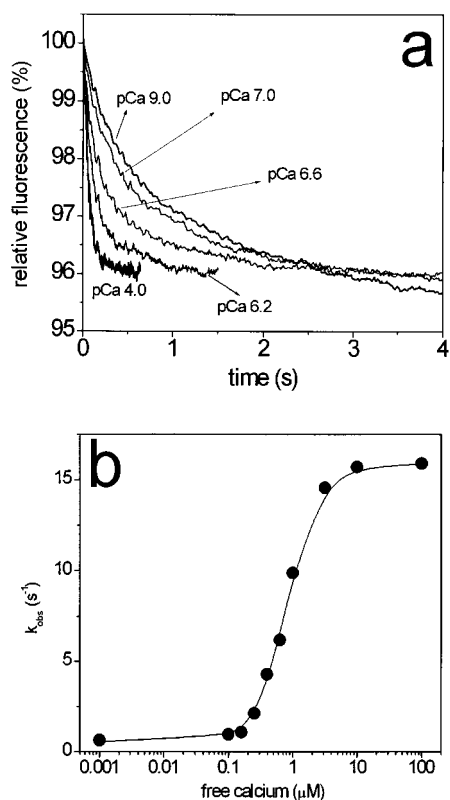 a
100
99
98
97
96
95
relative fluorescence (%)
pCa 9.0
pCa 7.0
pCa 6.6
pCa 4.0
pCa 6.2
0
1
2
3
4
time (s)
b
15
10
5
0
k_obs (s⁻¹)
0.001
0.01
0.1
1
10
100
free calcium (μM)